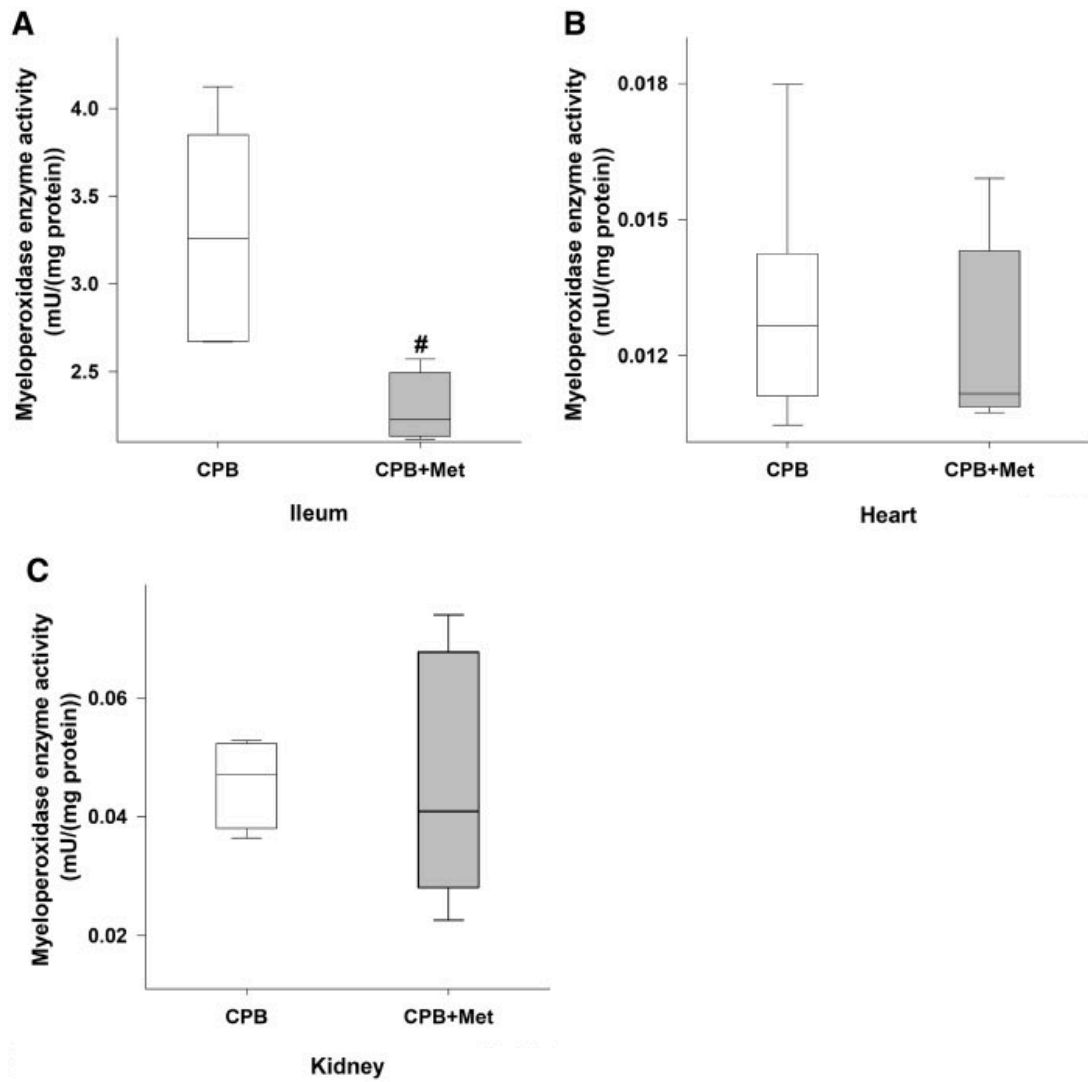 A
Myeloperoxidase enzyme activity
(mU/(mg protein))
4.0
3.5
3.0
2.5
#
CPB
CPB+Met
Ileum
B
Myeloperoxidase enzyme activity
(mU/(mg protein))
0.018
0.015
0.012
CPB
CPB+Met
Heart
C
Myeloperoxidase enzyme activity
(mU/(mg protein))
0.06
0.04
0.02
CPB
CPB+Met
Kidney